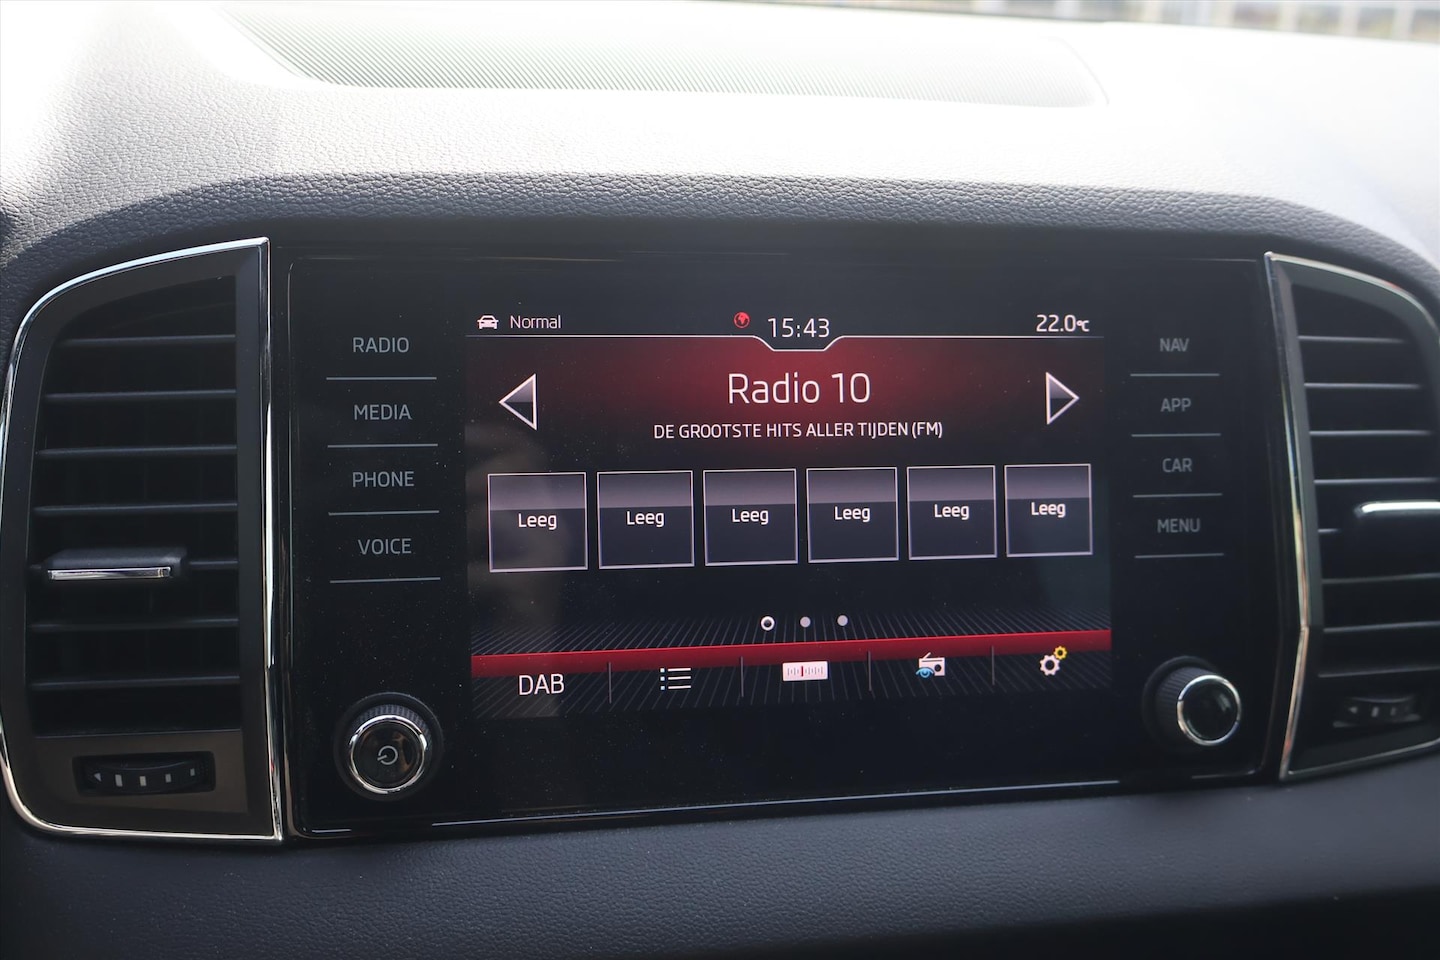 Normal
15:43
22.0°C
RADIO
MEDIA
PHONE
VOICE
Radio 10
DE GROOTSTE HITS ALLER TIJDEN (FM)
Leeg Leeg Leeg Leeg Leeg Leeg
DAB
NAV
APP
CAR
MENU